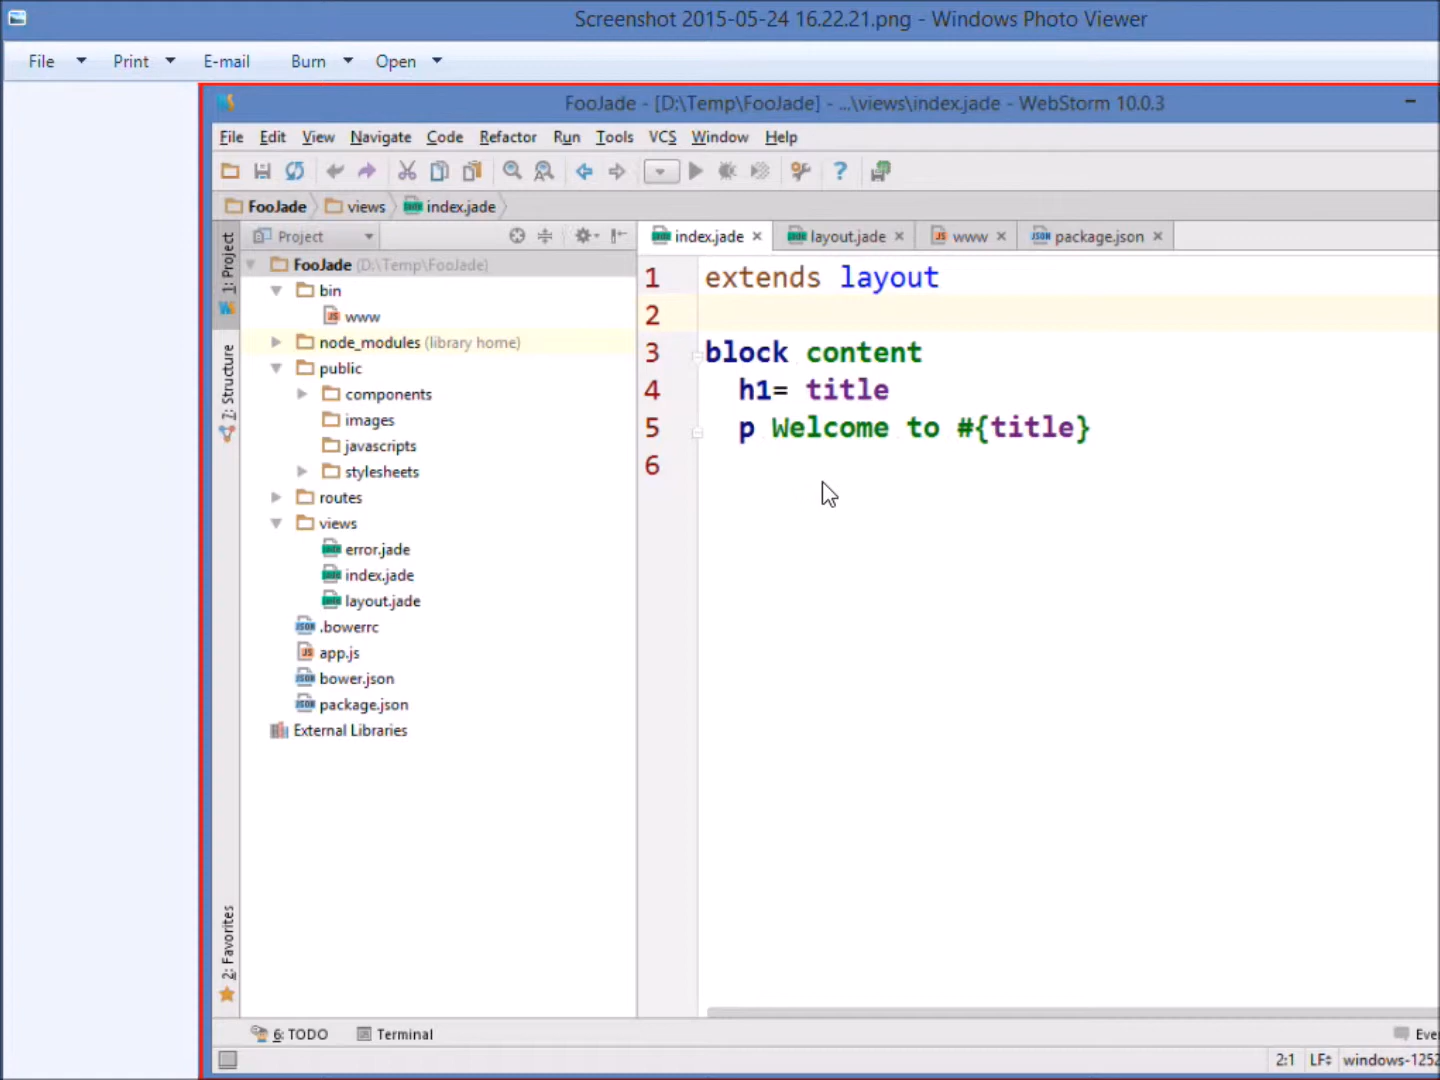 Screenshot 2015-05-24 16.22.21.png - Windows Photo Viewer
File Print E-mail Burn Open
FooJade - [D:\Temp\FooJade] - ...\views\index.jade - WebStorm 10.0.3
File Edit View Navigate Code Refactor Run Tools VCS Window Help
FooJade views index.jade
1: Project
Project
index.jade layout.jade www package.json
FooJade (D:\Temp\FooJade)
bin
www
node_modules (library home)
public
components
images
javascripts
stylesheets
routes
views
error.jade
index.jade
layout.jade
.bowerrc
app.js
bower.json
package.json
External Libraries
7: Structure
2: Favorites
1 extends layout
2
3 block content
4 h1= title
5 p Welcome to #{title}
6
6: TODO Terminal
2:1 LF windows-1252